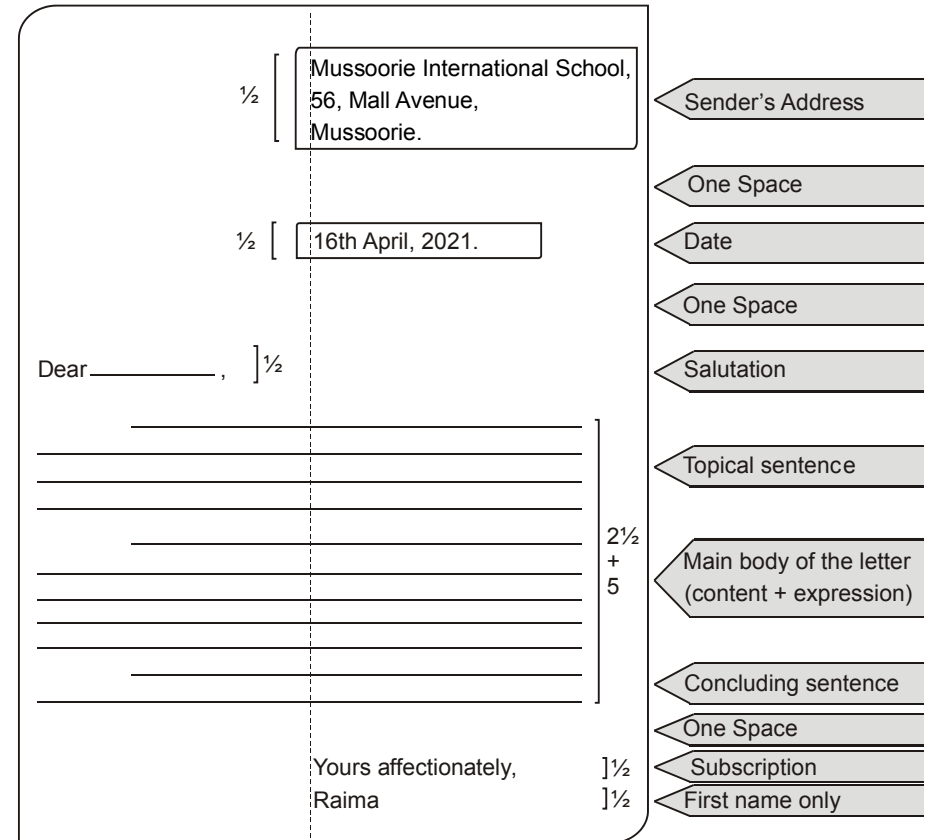 ½
Mussoorie International School,
56, Mall Avenue,
Mussoorie.
Sender's Address
One Space
½
16th April, 2021.
Date
One Space
Dear ,
½
Salutation
Topical sentence
2½
+
5
Main body of the letter
(content + expression)
Concluding sentence
One Space
Yours affectionately,
½
Subscription
Raima
½
First name only